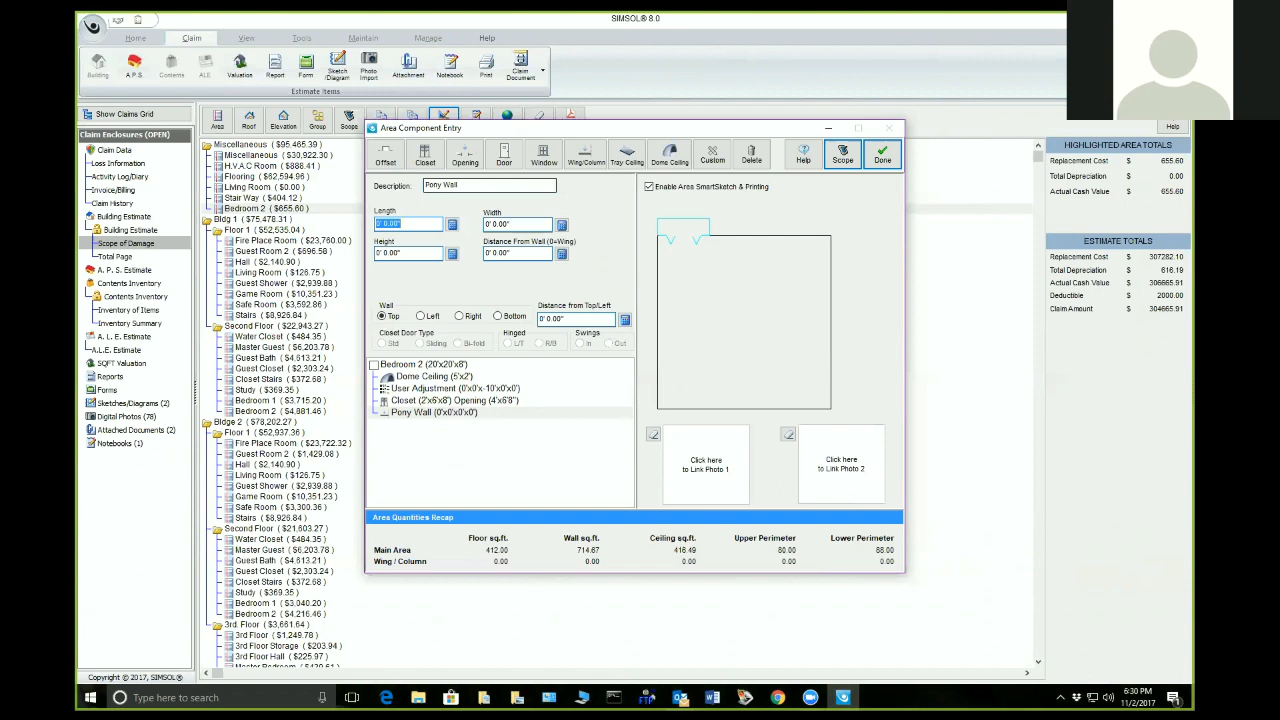 SIMSOL® 8.0
Home Claim View Tools Maintain Manage Help
Building A.P.S. Contents ALE Valuation Report Form Sketch /Diagram Photo Import Attachment Notebook Print Claim Document
Estimate Items
Show Claims Grid
Claim Enclosures (OPEN)
Claim Data
Loss Information
Activity Log/Diary
Invoice/Billing
Claim History
Building Estimate
Building Estimate
Scope of Damage
Total Page
A. P. S. Estimate
Contents Estimate
Contents Inventory
Inventory of Items
Inventory Summary
A. L. E. Estimate
A.L.E. Estimate
SQFT Valuation
Reports
Forms
Sketches/Diagrams (2)
Digital Photos (78)
Attached Documents (2)
Notebooks (1)
Copyright © 2017, SIMSOL®
Area Roof Elevation Group Scope
Help
Miscellaneous ($95,465.39 )
Miscellaneous ($30,922.30 )
H.V.A.C Room ( $888.41 )
Flooring ($62,594.96 )
Living Room ( $0.00 )
Stair Way ( $404.12 )
Bedroom 2 ( $655.60 )
Bldg 1 ( $75,478.31 )
Floor 1 ( $52,535.04 )
Fire Place Room ( $23,760.00 )
Guest Room 2 ( $696.58 )
Hall ( $2,140.90 )
Living Room ( $126.75 )
Guest Shower ( $2,939.88 )
Game Room ( $10,351.23 )
Safe Room ( $3,592.86 )
Stairs ( $8,926.84 )
Second Floor ( $22,943.27 )
Water Closet ( $484.35 )
Master Guest ( $6,203.78 )
Guest Bath ( $4,613.21 )
Guest Closet ( $2,303.24 )
Closet Stairs ( $372.68 )
Study ( $369.35 )
Bedroom 1 ( $3,715.20 )
Bedroom 2 ( $4,881.46 )
Bldge 2 ( $78,202.27 )
Floor 1 ( $52,937.36 )
Fire Place Room ( $23,722.32 )
Guest Room 2 ( $1,429.08 )
Hall ( $2,140.90 )
Living Room ( $126.75 )
Guest Shower ( $2,939.88 )
Game Room ( $10,351.23 )
Safe Room ( $3,300.36 )
Stairs ( $8,926.84 )
Second Floor ( $21,603.27 )
Water Closet ( $484.35 )
Master Guest ( $6,203.78 )
Guest Bath ( $4,613.21 )
Guest Closet ( $2,303.24 )
Closet Stairs ( $372.68 )
Study ( $369.35 )
Bedroom 1 ( $3,040.20 )
Bedroom 2 ( $4,216.46 )
3rd. Floor ( $3,661.64 )
3rd Floor ( $1,249.78 )
3rd Floor Storage ( $203.94 )
3rd Floor Hall ( $225.97 )
Area Component Entry
Offset Closet Opening Door Window Wing/Column Tray Ceiling Dome Ceiling Custom Delete Help Scope Done
Description: Pony Wall
Length Width
0' 0.00" 0' 0.00"
Height Distance From Wall (0=Wing)
0' 0.00" 0' 0.00"
Wall Distance from Top/Left
Top Left Right Bottom 0' 0.00"
Closet Door Type Hinged Swings
Std Sliding Bi-fold L/T R/B In Out
Bedroom 2 (20'x20'x8')
Dome Ceiling (5'x2')
User Adjustment (0'x0'x-10'x0'x0')
Closet (2'x6'x8') Opening (4'x6'8")
Pony Wall (0'x0'x0'x0')
Enable Area SmartSketch & Printing
Click here to Link Photo 1
Click here to Link Photo 2
Area Quantities Recap
Floor sq.ft. Wall sq.ft. Ceiling sq.ft. Upper Perimeter Lower Perimeter
Main Area 412.00 714.67 416.49 80.00 88.00
Wing / Column 0.00 0.00 0.00 0.00 0.00
HIGHLIGHTED AREA TOTALS
Replacement Cost $ 655.60
Total Depreciation $ 0.00
Actual Cash Value $ 655.60
ESTIMATE TOTALS
Replacement Cost $ 307282.10
Total Depreciation $ 616.19
Actual Cash Value $ 306665.91
Deductible $ 2000.00
Claim Amount $ 304665.91
Type here to search
6:30 PM
11/2/2017